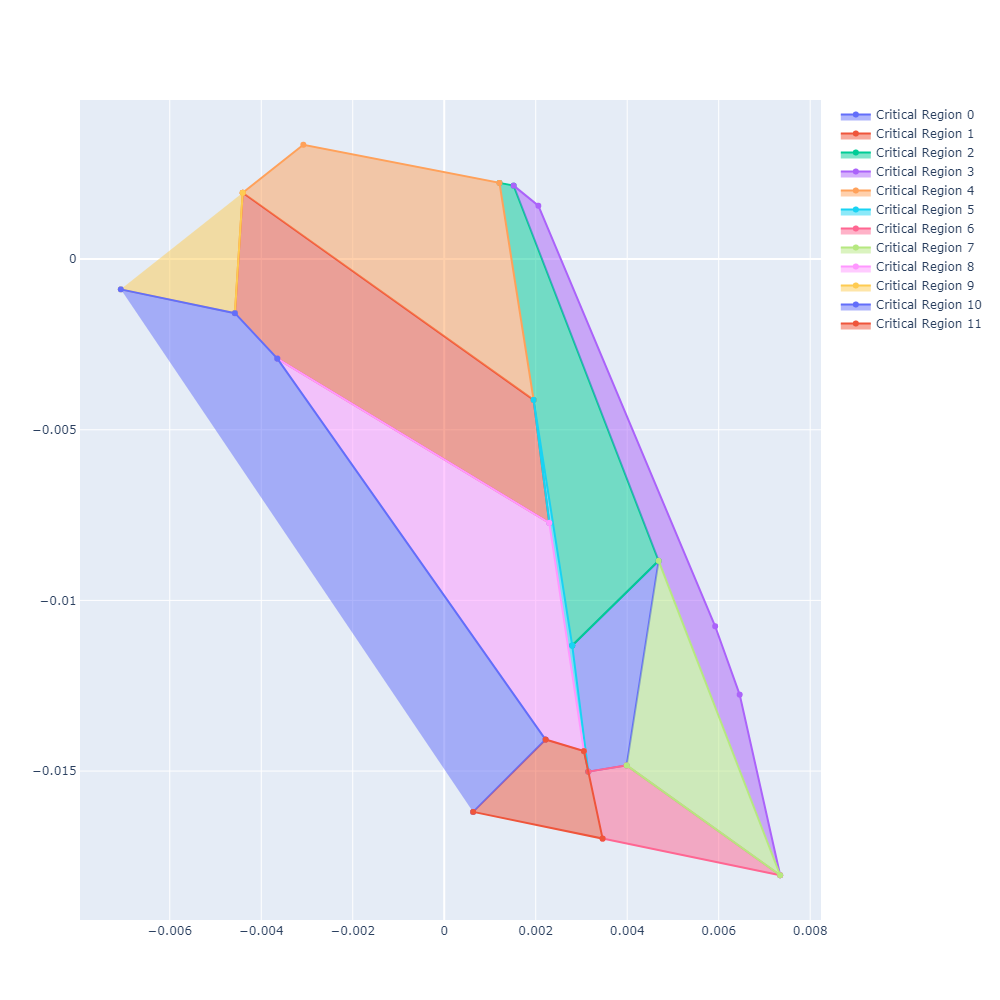 Critical Region 0
Critical Region 1
Critical Region 2
Critical Region 3
Critical Region 4
Critical Region 5
Critical Region 6
Critical Region 7
Critical Region 8
Critical Region 9
Critical Region 10
Critical Region 11
0
−0.005
−0.01
−0.015
−0.006 −0.004 −0.002 0 0.002 0.004 0.006 0.008